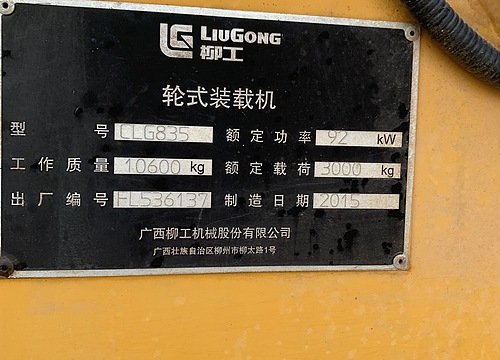 LIUGONG
柳工
轮式装载机
型 号 CLG835 额定功率 92 kW
工作质量 10600 kg 额定载荷 3000 kg
出厂编号 HL536137 制造日期 2015
广西柳工机械股份有限公司
广西壮族自治区柳州市柳太路1号